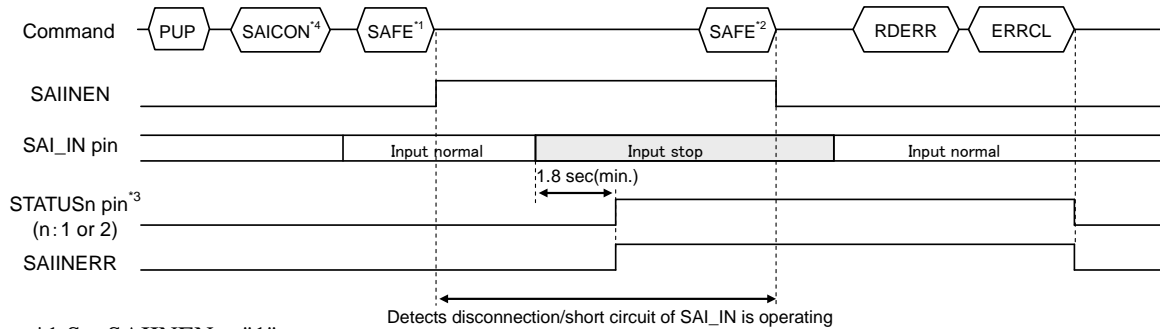 Command PUP SAICON*4 SAFE*1 SAFE*2 RDERR ERRCL
SAIINEN
SAI_IN pin Input normal Input stop Input normal
1.8 sec(min.)
STATUSn pin*3
(n:1 or 2)
SAIINERR
Detects disconnection/short circuit of SAI_IN is operating